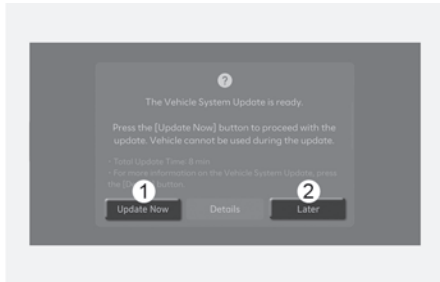 ?
The Vehicle System Update is ready.
Press the [Update Now] button to proceed with the
update. Vehicle cannot be used during the update.
• Total Update Time: 8 min
• For more information on the Vehicle System Update, press
the button.
1
2
Update Now Details Later